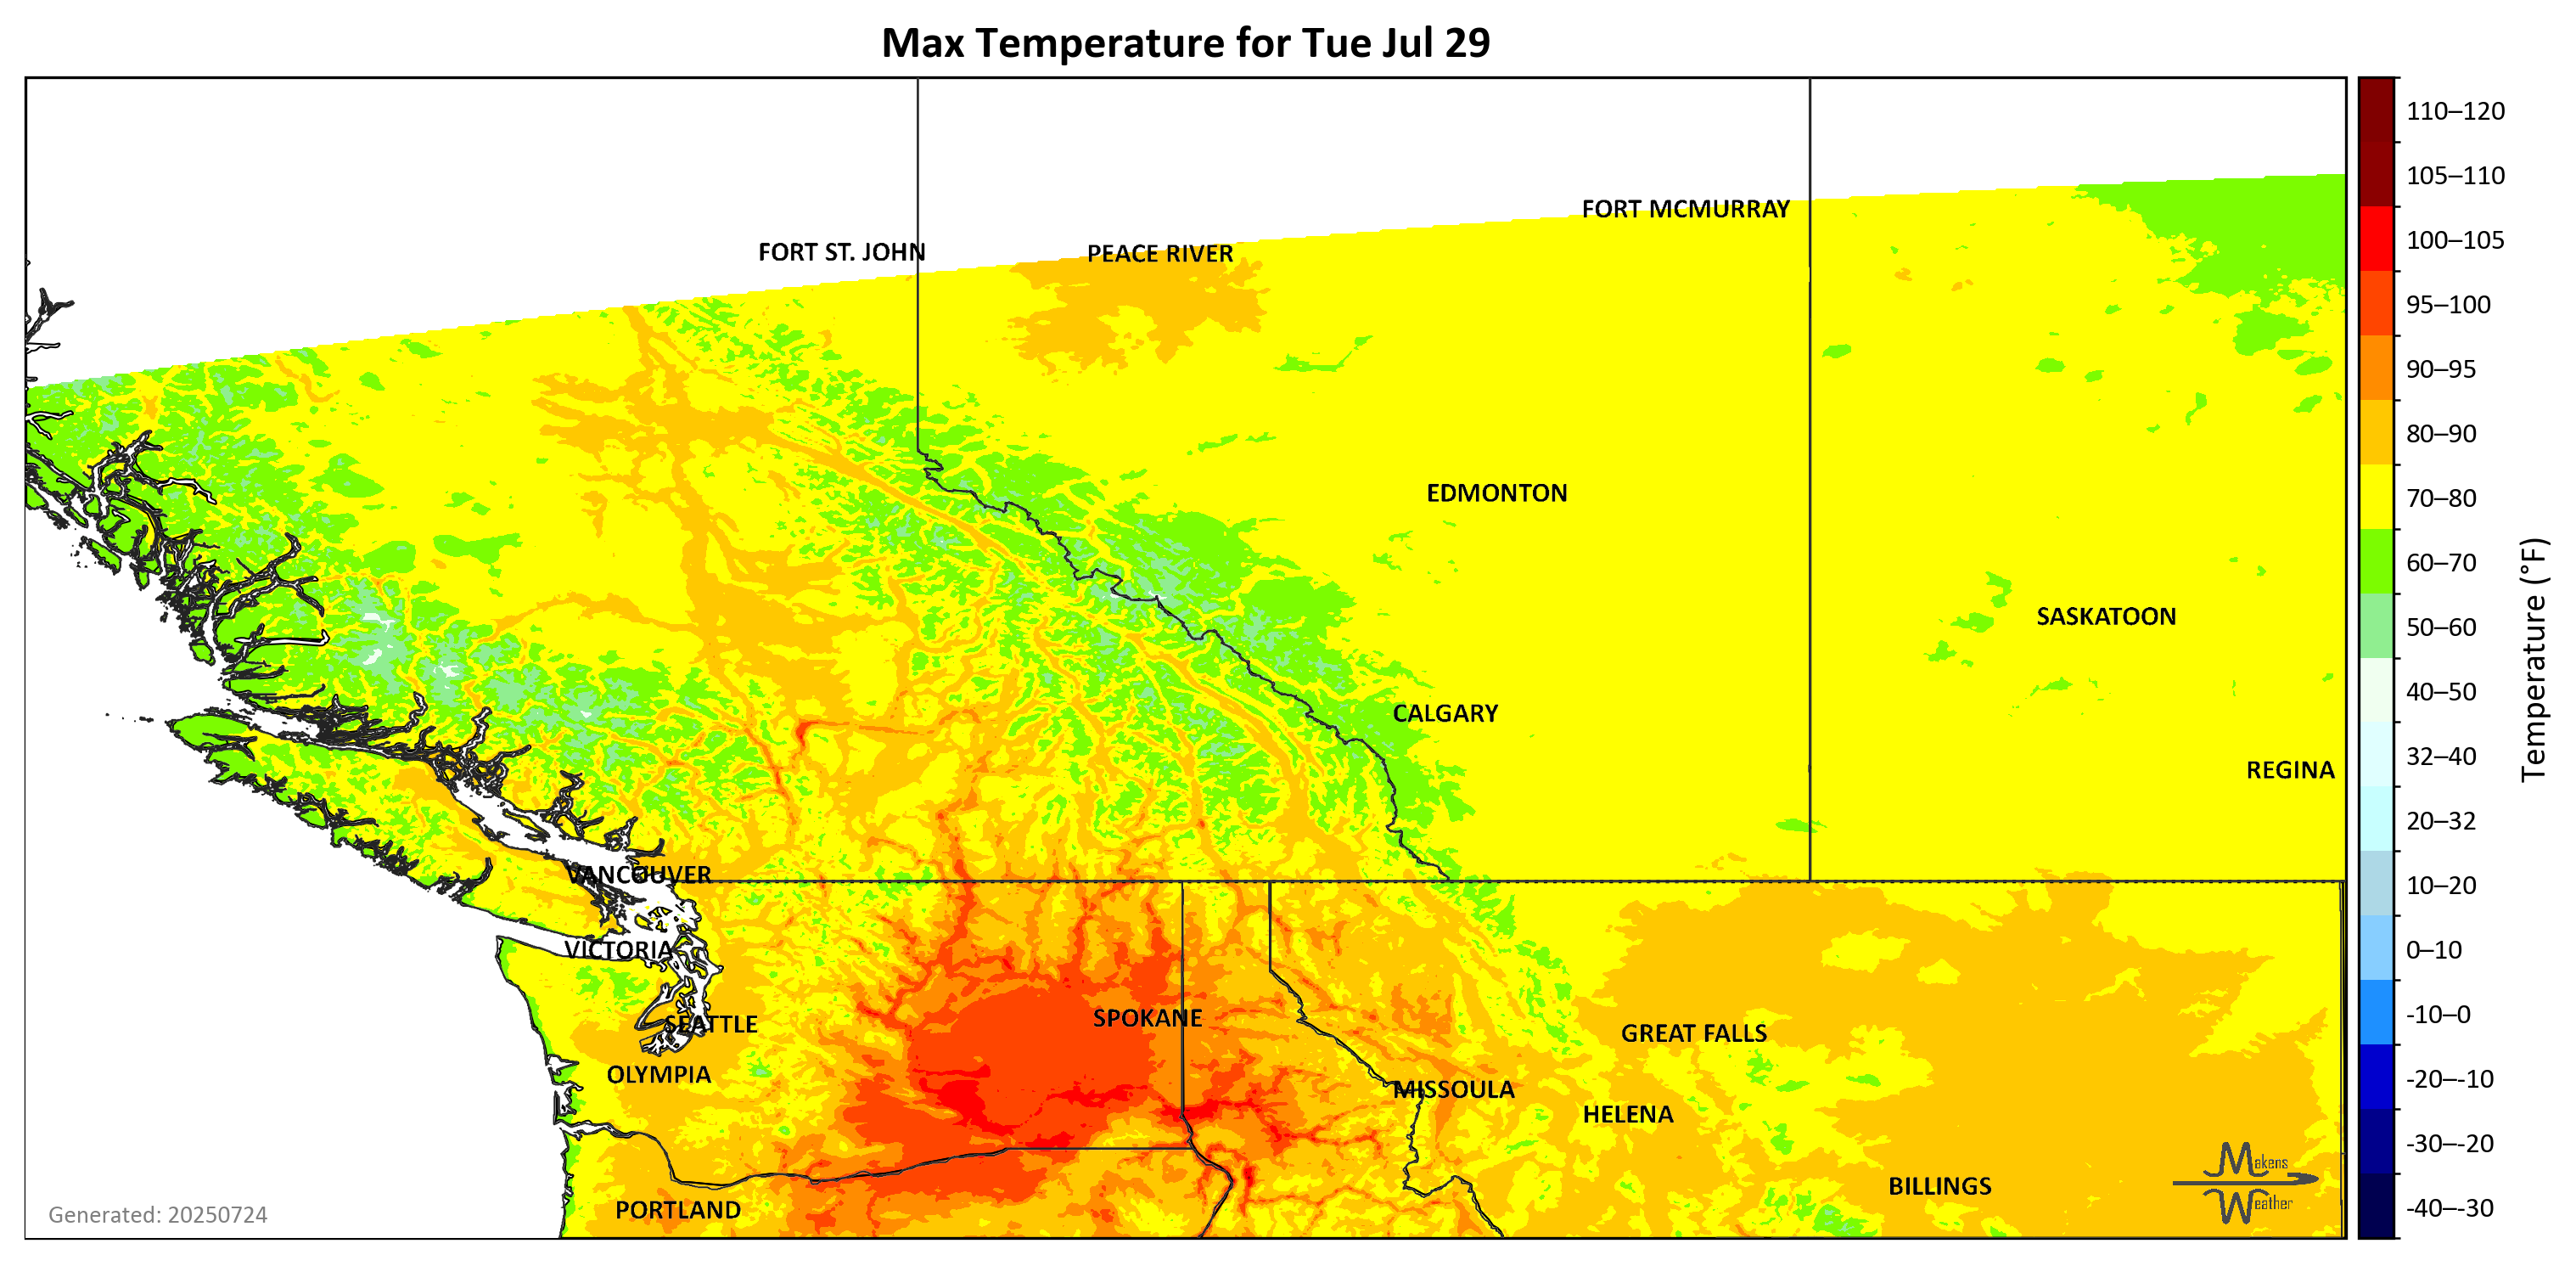 Max Temperature for Tue Jul 29
FORT MCMURRAY
FORT ST. JOHN
PEACE RIVER
EDMONTON
SASKATOON
CALGARY
REGINA
VANCOUVER
VICTORIA
SEATTLE
SPOKANE
GREAT FALLS
OLYMPIA
MISSOULA
HELENA
BILLINGS
PORTLAND
Makens
Weather
Generated: 20250724
110–120
105–110
100–105
95–100
90–95
80–90
70–80
60–70
50–60
40–50
32–40
20–32
10–20
0–10
-10–0
-20–-10
-30–-20
-40–-30
Temperature (°F)